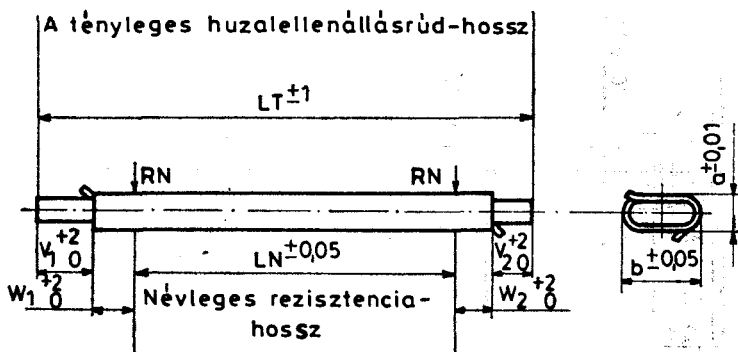 A tényleges huzalellenállásrúd-hossz
LT±1
RN RN
a±0,01
V₁ +2 0
LN±0,05
V₂ +2 0
b±0,05
W₁ +2 0
Névleges rezisztencia-
hossz
W₂ +2 0